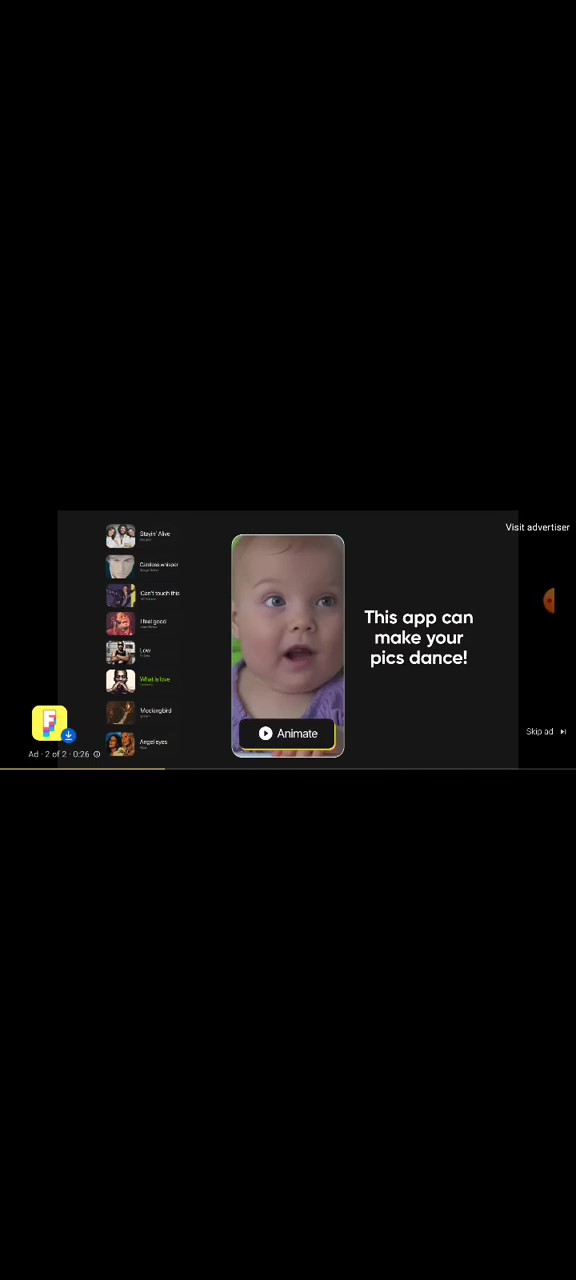 Visit advertiser
Stayin' Alive
Careless whisper
Can't touch this
I feel good
Low
What is love
Mockingbird
Angel eyes
This app can
make your
pics dance!
Animate
F
Skip ad
Ad · 2 of 2 · 0:26